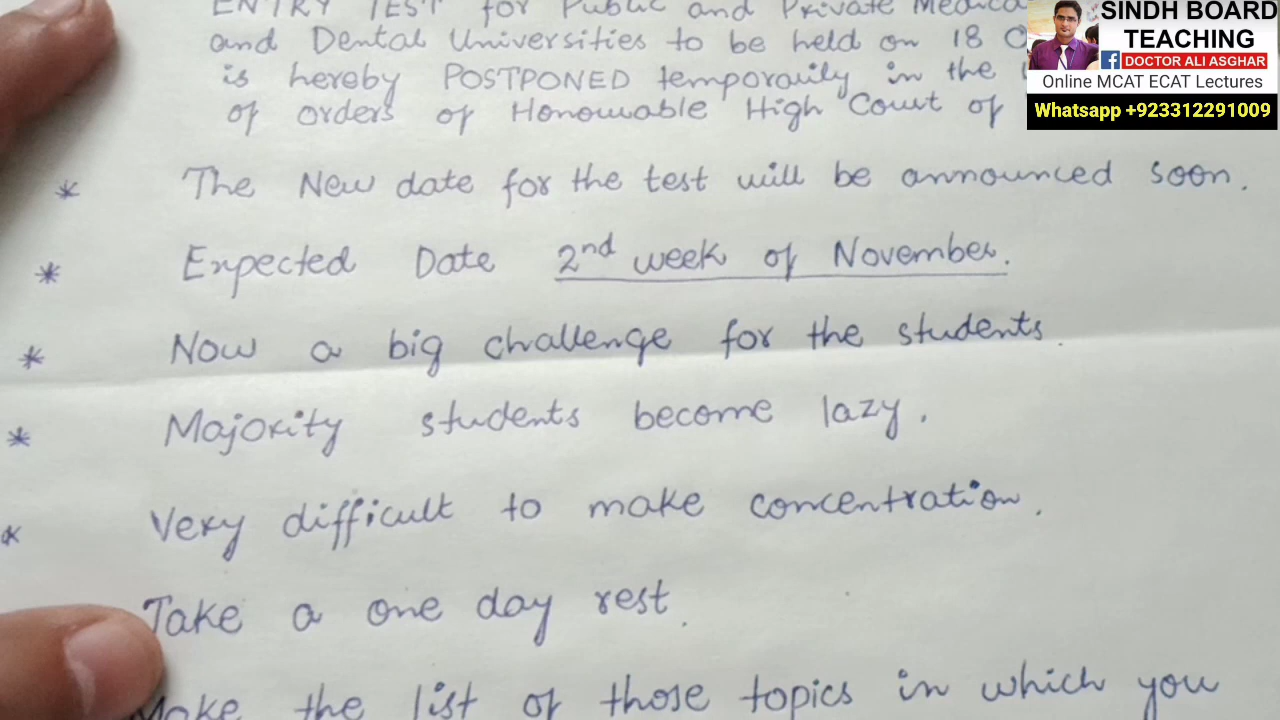 ENTRY TEST for Public and Private Medica
and Dental Universities to be held on 18
is hereby POSTPONED temporarily in the
of orders of Honourable High Court of
* The New date for the test will be announced soon.
* Expected Date 2nd week of November.
* Now a big challenge for the students.
* Majority students become lazy.
* Very difficult to make concentration.
Take a one day rest.
Make the list of those topics in which you
SINDH BOARD
TEACHING
f DOCTOR ALI ASGHAR
Online MCAT ECAT Lectures
Whatsapp +923312291009